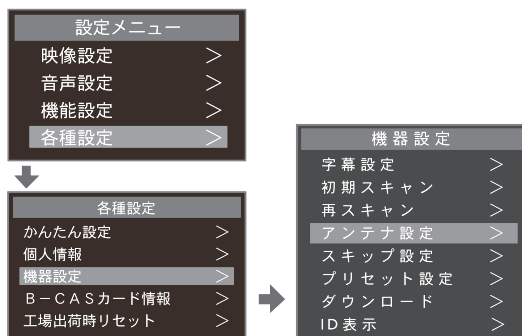 設定メニュー
映像設定 ＞
音声設定 ＞
機能設定 ＞
各種設定 ＞
各種設定
かんたん設定 ＞
個人情報 ＞
機器設定 ＞
Ｂ－ＣＡＳカード情報 ＞
工場出荷時リセット ＞
機器設定
字幕設定 ＞
初期スキャン ＞
再スキャン ＞
アンテナ設定 ＞
スキップ設定 ＞
プリセット設定 ＞
ダウンロード ＞
ID表示 ＞